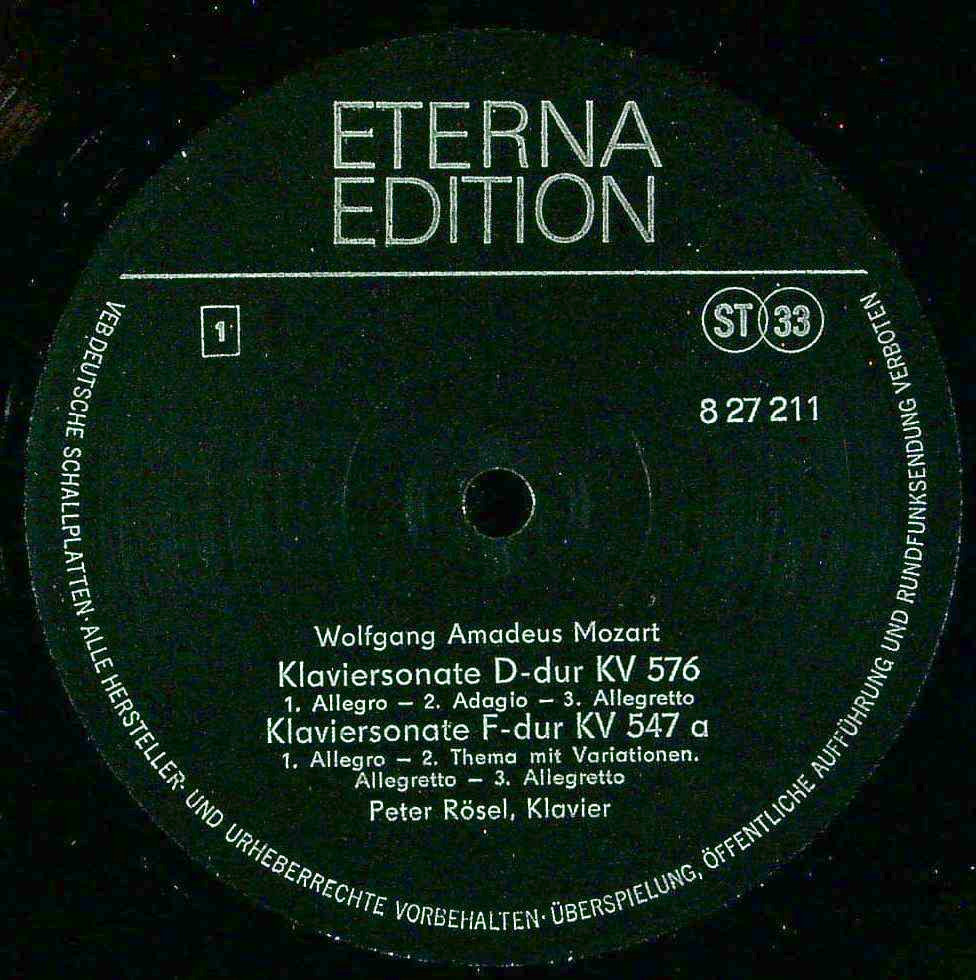 ETERNA
EDITION
1
ST 33
8 27 211
Wolfgang Amadeus Mozart
Klaviersonate D-dur KV 576
1. Allegro — 2. Adagio — 3. Allegretto
Klaviersonate F-dur KV 547 a
1. Allegro — 2. Thema mit Variationen.
Allegretto — 3. Allegretto
Peter Rösel, Klavier
VEB DEUTSCHE SCHALLPLATTEN · ALLE HERSTELLER- UND URHEBERRECHTE VORBEHALTEN · ÜBERSPIELUNG, ÖFFENTLICHE AUFFÜHRUNG UND RUNDFUNKSENDUNG VERBOTEN